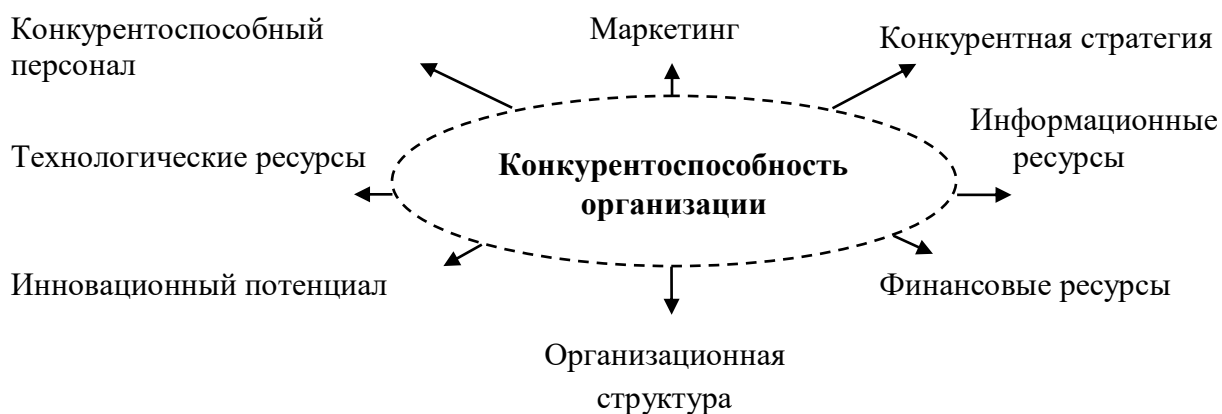 Конкурентоспособный
персонал
Маркетинг
Конкурентная стратегия
Технологические ресурсы
Конкурентоспособность
организации
Информационные
ресурсы
Инновационный потенциал
Финансовые ресурсы
Организационная
структура